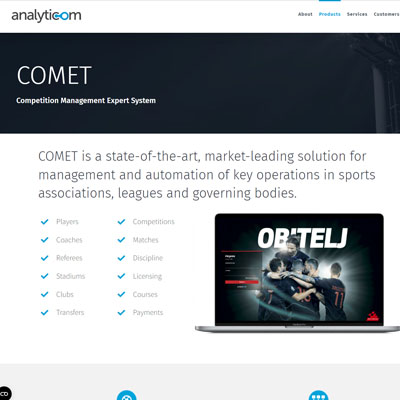 analyticom
About Products Services Customers
COMET
Competition Management Expert System
COMET is a state-of-the-art, market-leading solution for
management and automation of key operations in sports
associations, leagues and governing bodies.
Players Competitions
Coaches Matches
Referees Discipline
Stadiums Licensing
Clubs Courses
Transfers Payments
OBITELJ